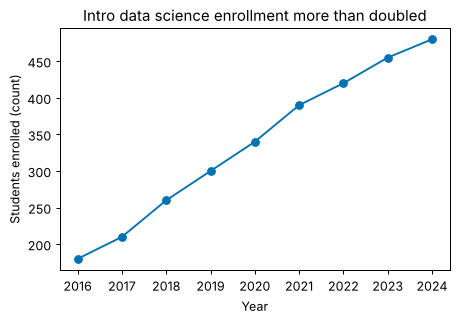 Intro data science enrollment more than doubled
Students enrolled (count)
450
400
350
300
250
200
2016 2017 2018 2019 2020 2021 2022 2023 2024
Year